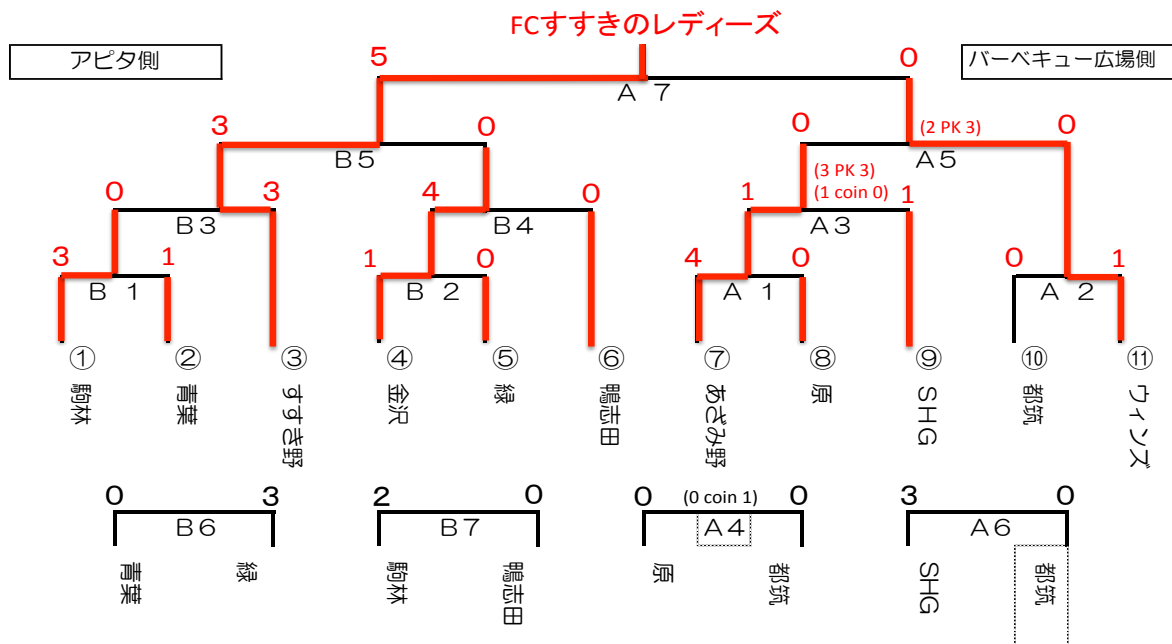 FCすすきのレディーズ
アピタ側
バーベキュー広場側
5 0
A 7
3 0 0 (2 PK 3) 0
B5 A5
(3 PK 3)
(1 coin 0)
0 3 4 0 1 1
B3 B4 A3
3 1 1 0 4 0 0 1
B 1 B 2 A 1 A 2
① ② ③ ④ ⑤ ⑥ ⑦ ⑧ ⑨ ⑩ ⑪
駒林 青葉 すすき野 金沢 緑 鴨志田 あざみ野 原 SHG 都筑 ウィンズ
0 3 2 0 0 (0 coin 1) 0 3 0
B6 B7 A4 A6
青葉 緑 駒林 鴨志田 原 都筑 SHG 都筑